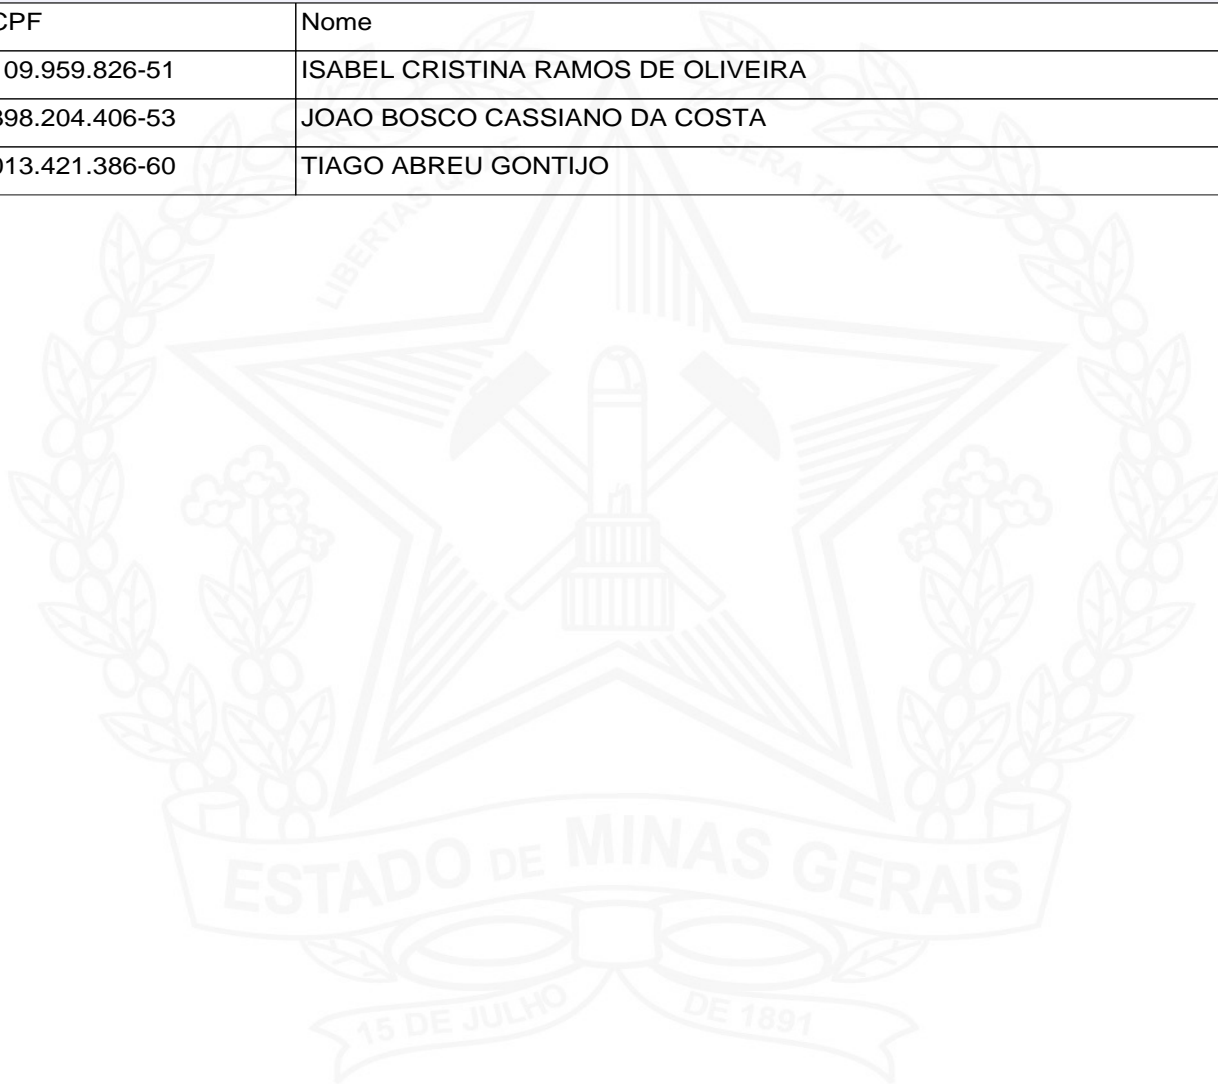 CPF Nome
09.959.826-51 ISABEL CRISTINA RAMOS DE OLIVEIRA
898.204.406-53 JOAO BOSCO CASSIANO DA COSTA
013.421.386-60 TIAGO ABREU GONTIJO
LIBERTAS QUE SERA TAMEN
ESTADO DE MINAS GERAIS
15 DE JULHO DE 1891